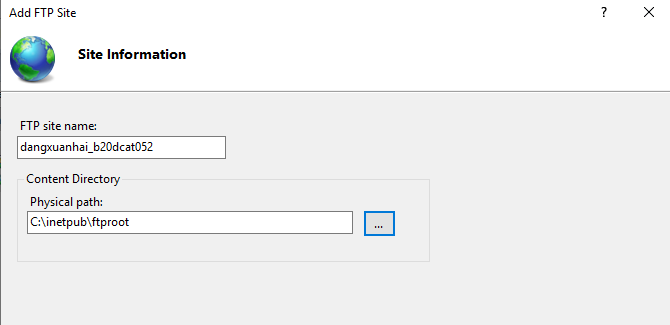 Add FTP Site
?
Site Information
FTP site name:
dangxuanhai_b20dcat052
Content Directory
Physical path:
C:\inetpub\ftproot
...